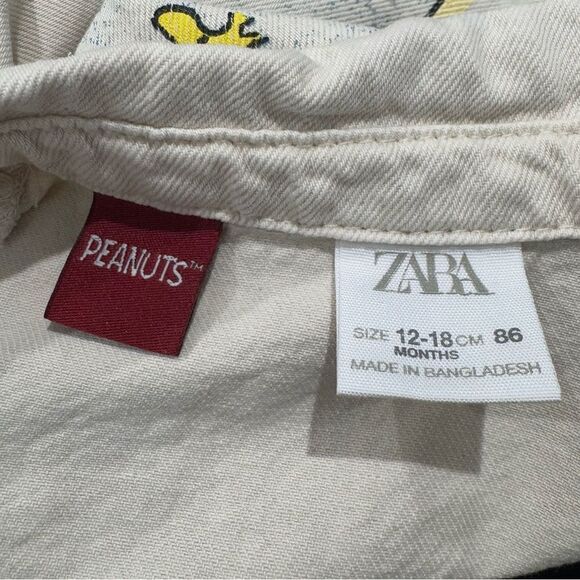 PEANUTS™
ZARA
SIZE 12-18 CM 86
MONTHS
MADE IN BANGLADESH